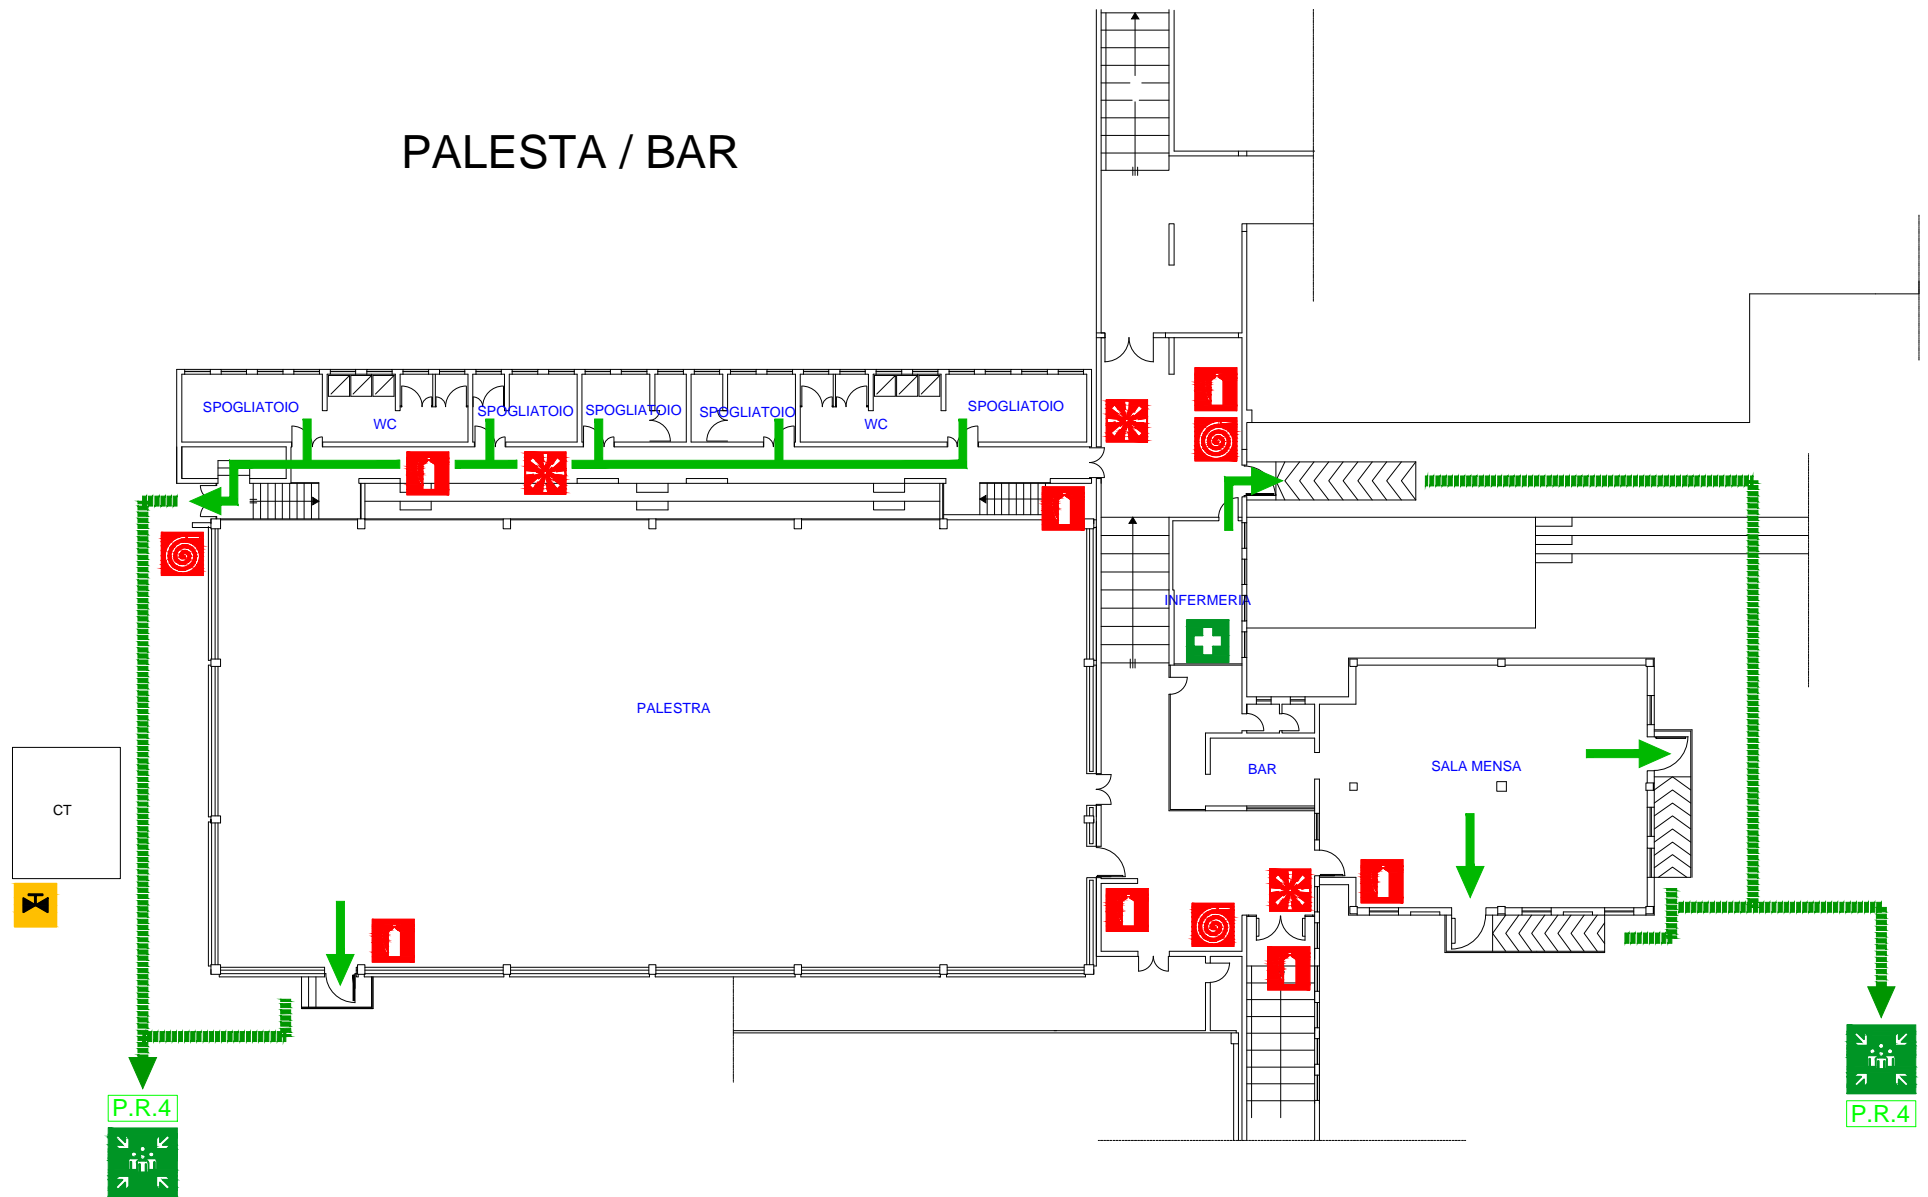 PALESTA / BAR
SPOGLIATOIO
WC
SPOGLIATOIO
SPOGLIATOIO
SPOGLIATOIO
WC
SPOGLIATOIO
INFERMERIA
PALESTRA
BAR
SALA MENSA
CT
P.R.4
P.R.4